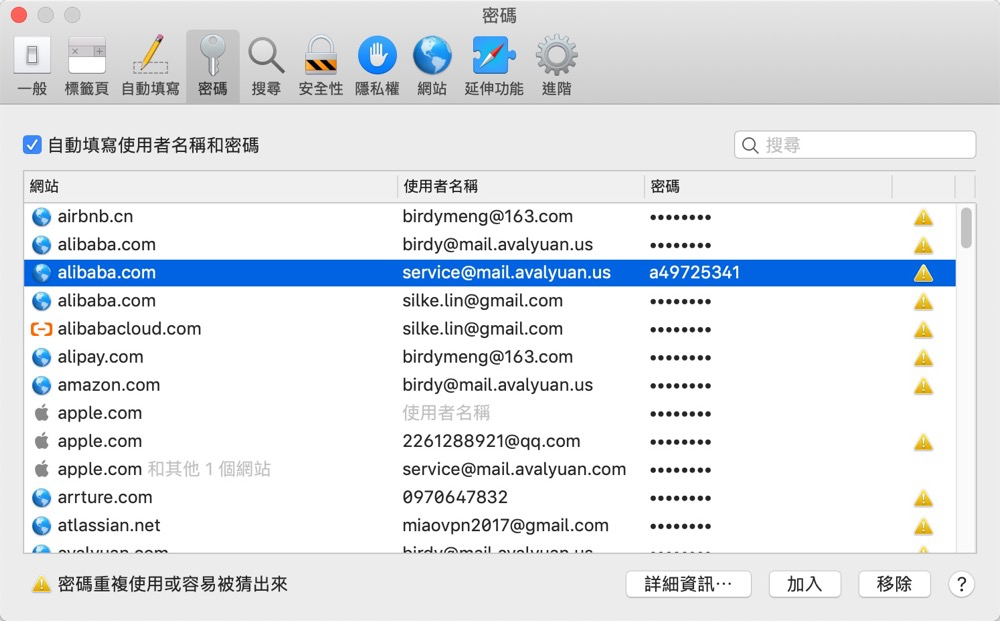 密碼
一般 標籤頁 自動填寫 密碼 搜尋 安全性 隱私權 網站 延伸功能 進階
自動填寫使用者名稱和密碼 搜尋
網站 使用者名稱 密碼
airbnb.cn birdymeng@163.com ••••••••
alibaba.com birdy@mail.avalyuan.us ••••••••
alibaba.com service@mail.avalyuan.us a49725341
alibaba.com silke.lin@gmail.com ••••••••
alibabacloud.com silke.lin@gmail.com ••••••••
alipay.com birdymeng@163.com ••••••••
amazon.com birdy@mail.avalyuan.us ••••••••
apple.com 使用者名稱 ••••••••
apple.com 2261288921@qq.com ••••••••
apple.com 和其他 1 個網站 service@mail.avalyuan.com ••••••••
arrture.com 0970647832 ••••••••
atlassian.net miaovpn2017@gmail.com ••••••••
密碼重複使用或容易被猜出來 詳細資訊⋯ 加入 移除 ?